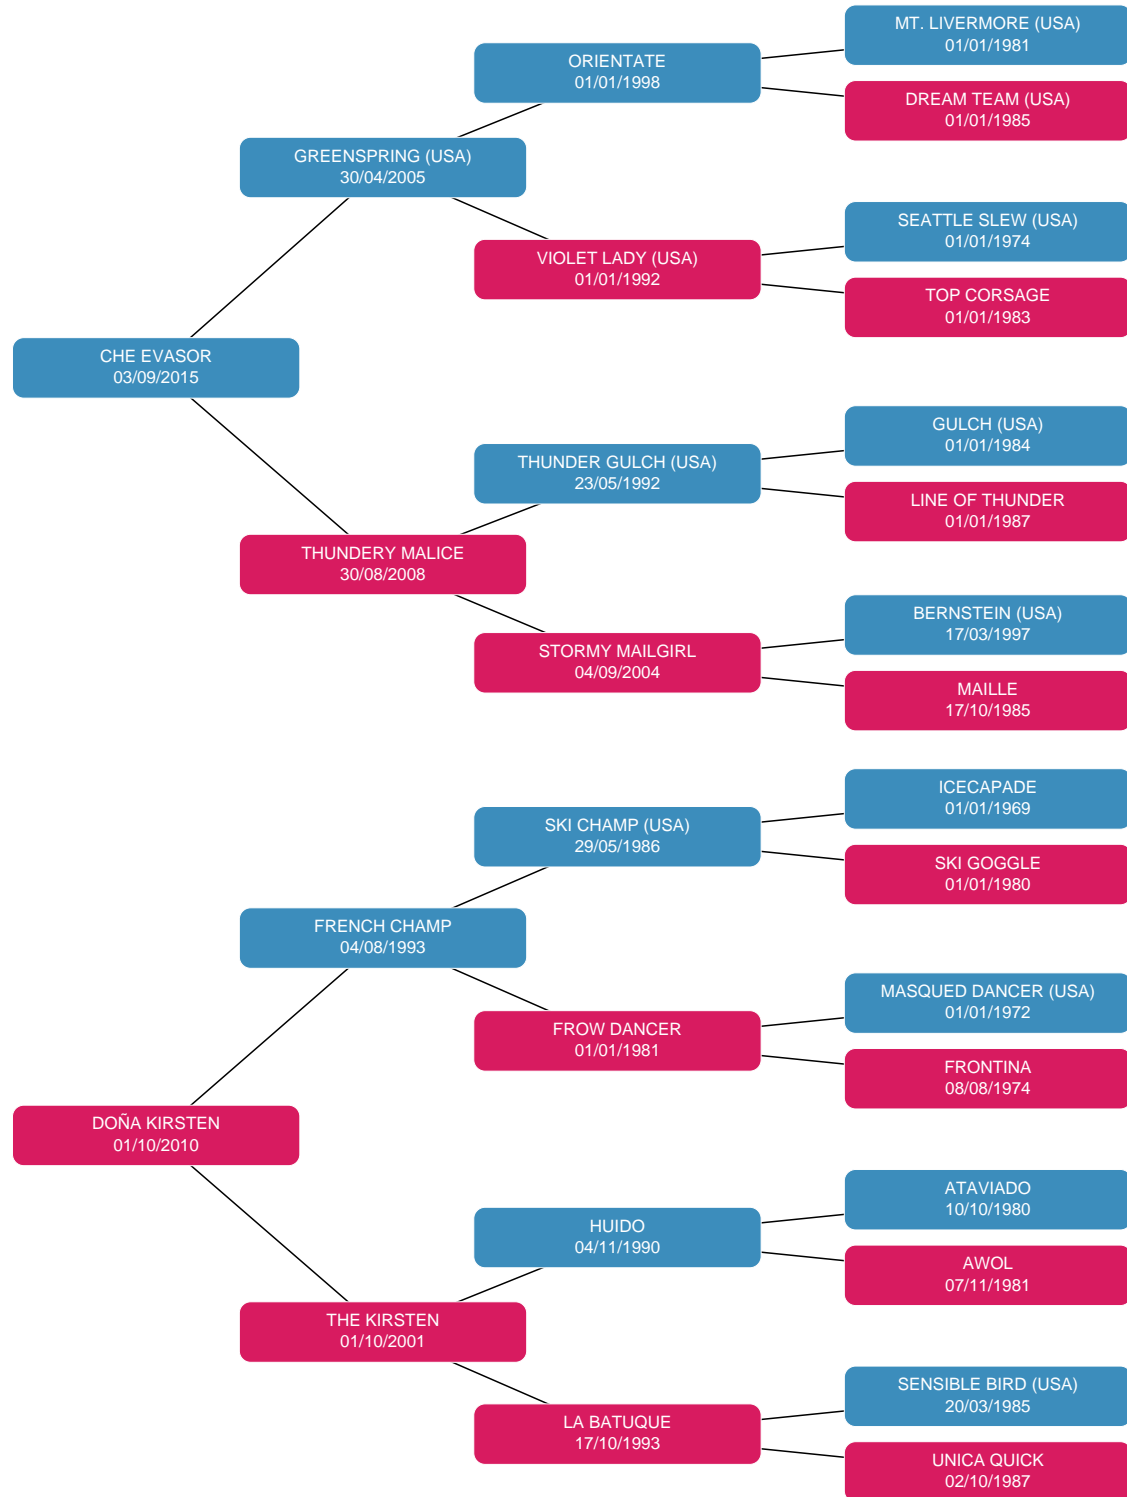 MT. LIVERMORE (USA)
01/01/1981
ORIENTATE
01/01/1998
DREAM TEAM (USA)
01/01/1985
GREENSPRING (USA)
30/04/2005
SEATTLE SLEW (USA)
01/01/1974
VIOLET LADY (USA)
01/01/1992
TOP CORSAGE
01/01/1983
CHE EVASOR
03/09/2015
GULCH (USA)
01/01/1984
THUNDER GULCH (USA)
23/05/1992
LINE OF THUNDER
01/01/1987
THUNDERY MALICE
30/08/2008
BERNSTEIN (USA)
17/03/1997
STORMY MAILGIRL
04/09/2004
MAILLE
17/10/1985
ICECAPADE
01/01/1969
SKI CHAMP (USA)
29/05/1986
SKI GOGGLE
01/01/1980
FRENCH CHAMP
04/08/1993
MASQUED DANCER (USA)
01/01/1972
FROW DANCER
01/01/1981
FRONTINA
08/08/1974
DOÑA KIRSTEN
01/10/2010
ATAVIADO
10/10/1980
HUIDO
04/11/1990
AWOL
07/11/1981
THE KIRSTEN
01/10/2001
SENSIBLE BIRD (USA)
20/03/1985
LA BATUQUE
17/10/1993
UNICA QUICK
02/10/1987